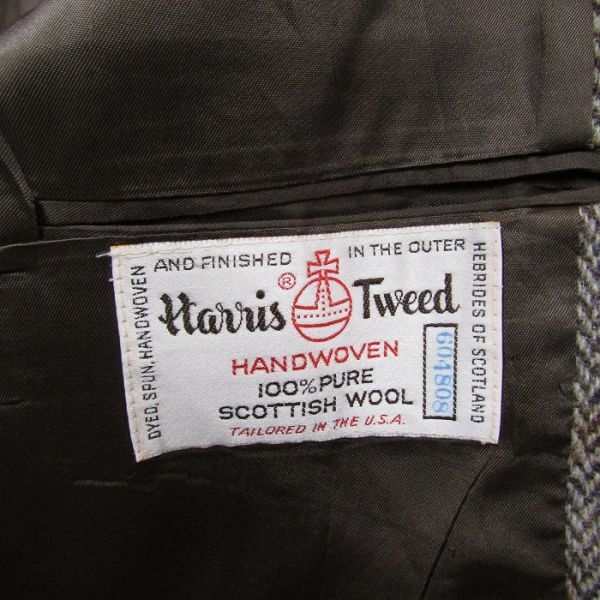 DYED, SPUN, HANDWOVEN
AND FINISHED IN THE OUTER
HEBRIDES OF SCOTLAND
Harris ® Tweed
HANDWOVEN
100% PURE
SCOTTISH WOOL
TAILORED IN THE U.S.A.
604808